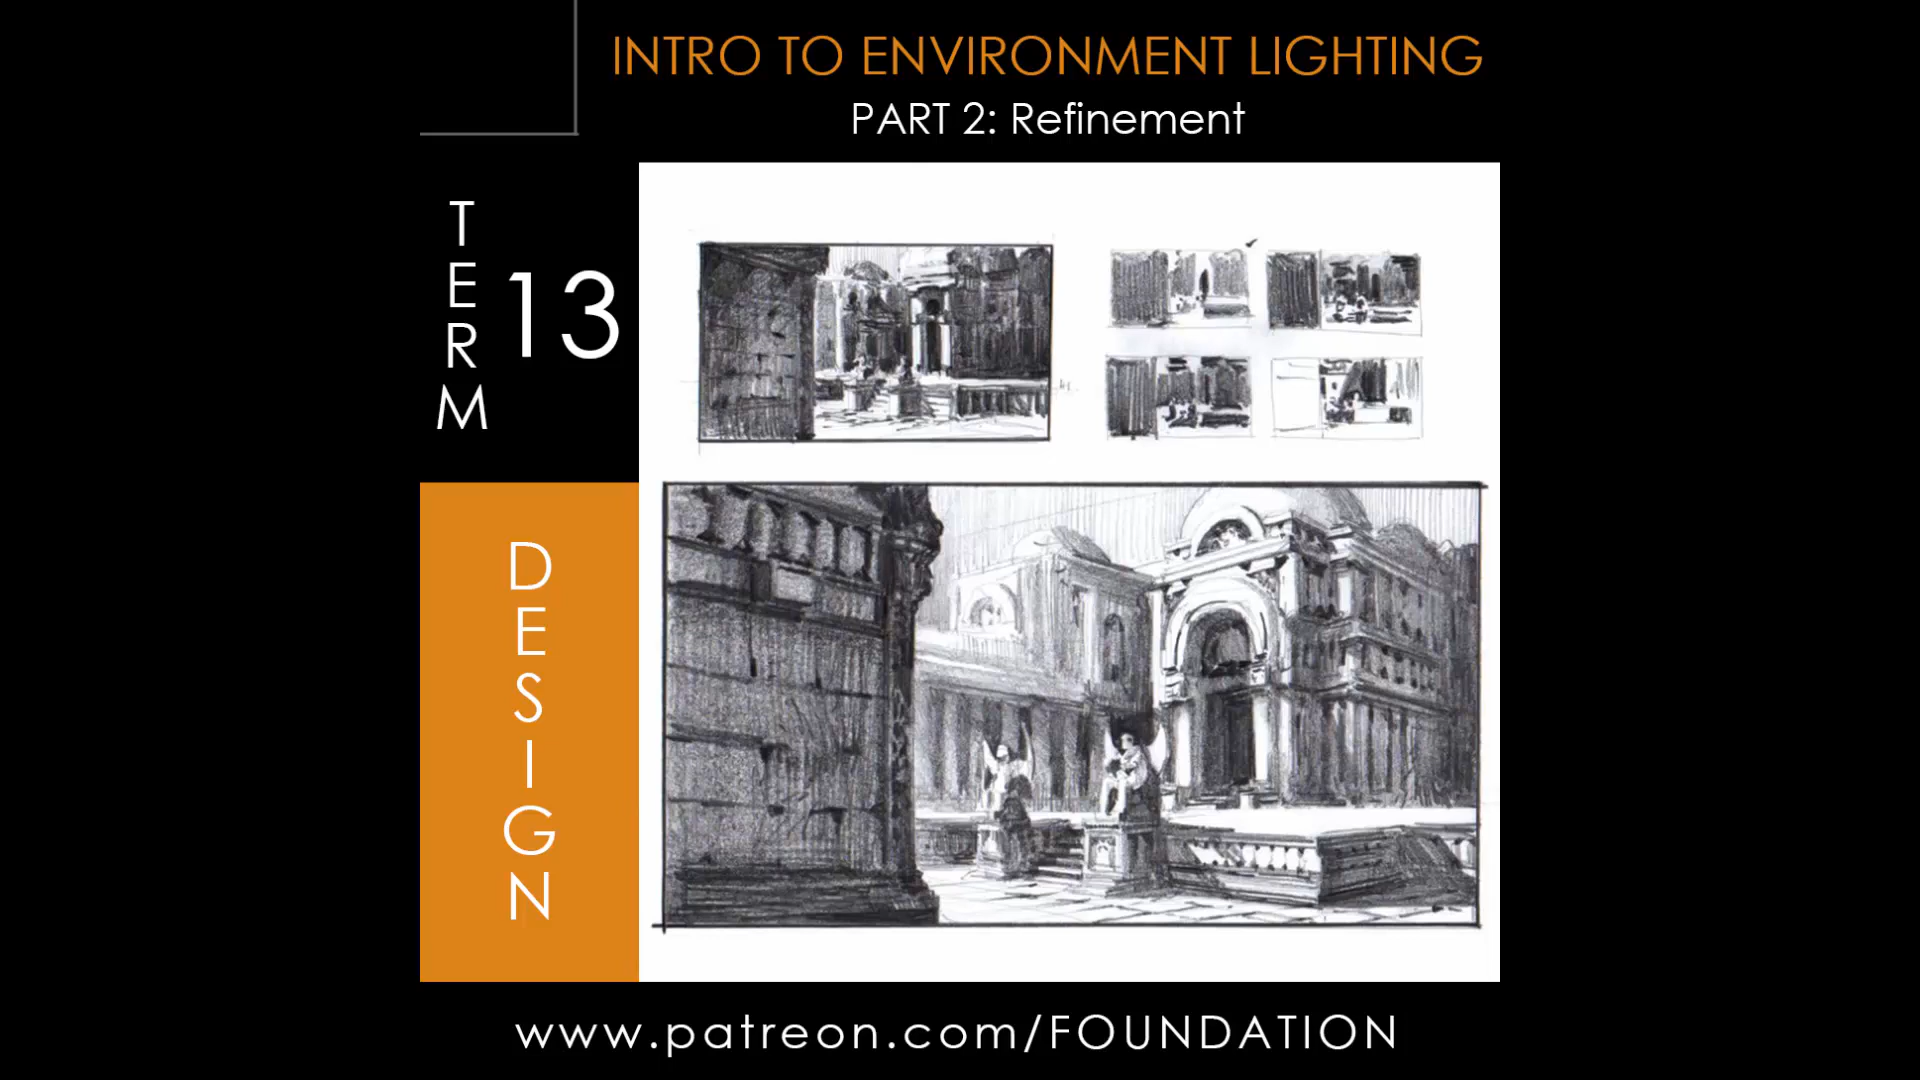 INTRO TO ENVIRONMENT LIGHTING
PART 2: Refinement
TERM
13
DESIGN
www.patreon.com/FOUNDATION